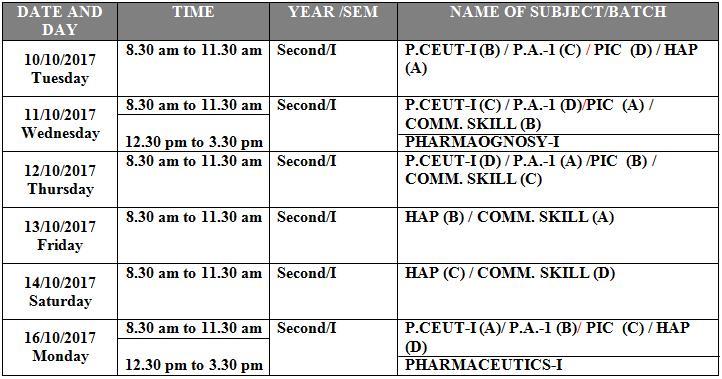 DATE AND DAY TIME YEAR /SEM NAME OF SUBJECT/BATCH
10/10/2017 Tuesday 8.30 am to 11.30 am Second/I P.CEUT-I (B) / P.A.-1 (C) / PIC (D) / HAP (A)
11/10/2017 Wednesday 8.30 am to 11.30 am Second/I P.CEUT-I (C) / P.A.-1 (D)/PIC (A) / COMM. SKILL (B)
12.30 pm to 3.30 pm PHARMAOGNOSY-I
12/10/2017 Thursday 8.30 am to 11.30 am Second/I P.CEUT-I (D) / P.A.-1 (A) /PIC (B) / COMM. SKILL (C)
13/10/2017 Friday 8.30 am to 11.30 am Second/I HAP (B) / COMM. SKILL (A)
14/10/2017 Saturday 8.30 am to 11.30 am Second/I HAP (C) / COMM. SKILL (D)
16/10/2017 Monday 8.30 am to 11.30 am Second/I P.CEUT-I (A)/ P.A.-1 (B)/ PIC (C) / HAP (D)
12.30 pm to 3.30 pm PHARMACEUTICS-I